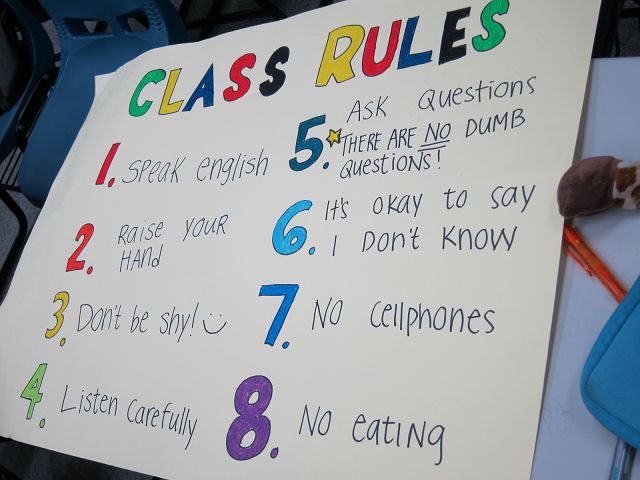 CLASS RULES
1. SPEAK ENGLISH
2. RAISE YOUR
HAND
3. Don't be shy!
4. Listen Carefully
5. ASK QUESTIONS
THERE ARE NO DUMB
QUESTIONS!
6. It's okay to say
I DON'T KNOW
7. NO cellphones
8. NO eating